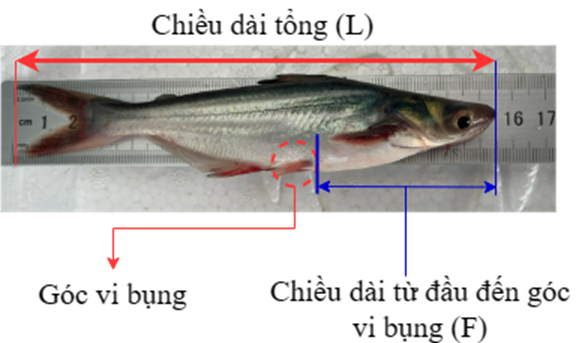 Chiều dài tổng (L)
cm 1 2 16 17
Góc vi bụng
Chiều dài từ đầu đến góc
vi bụng (F)